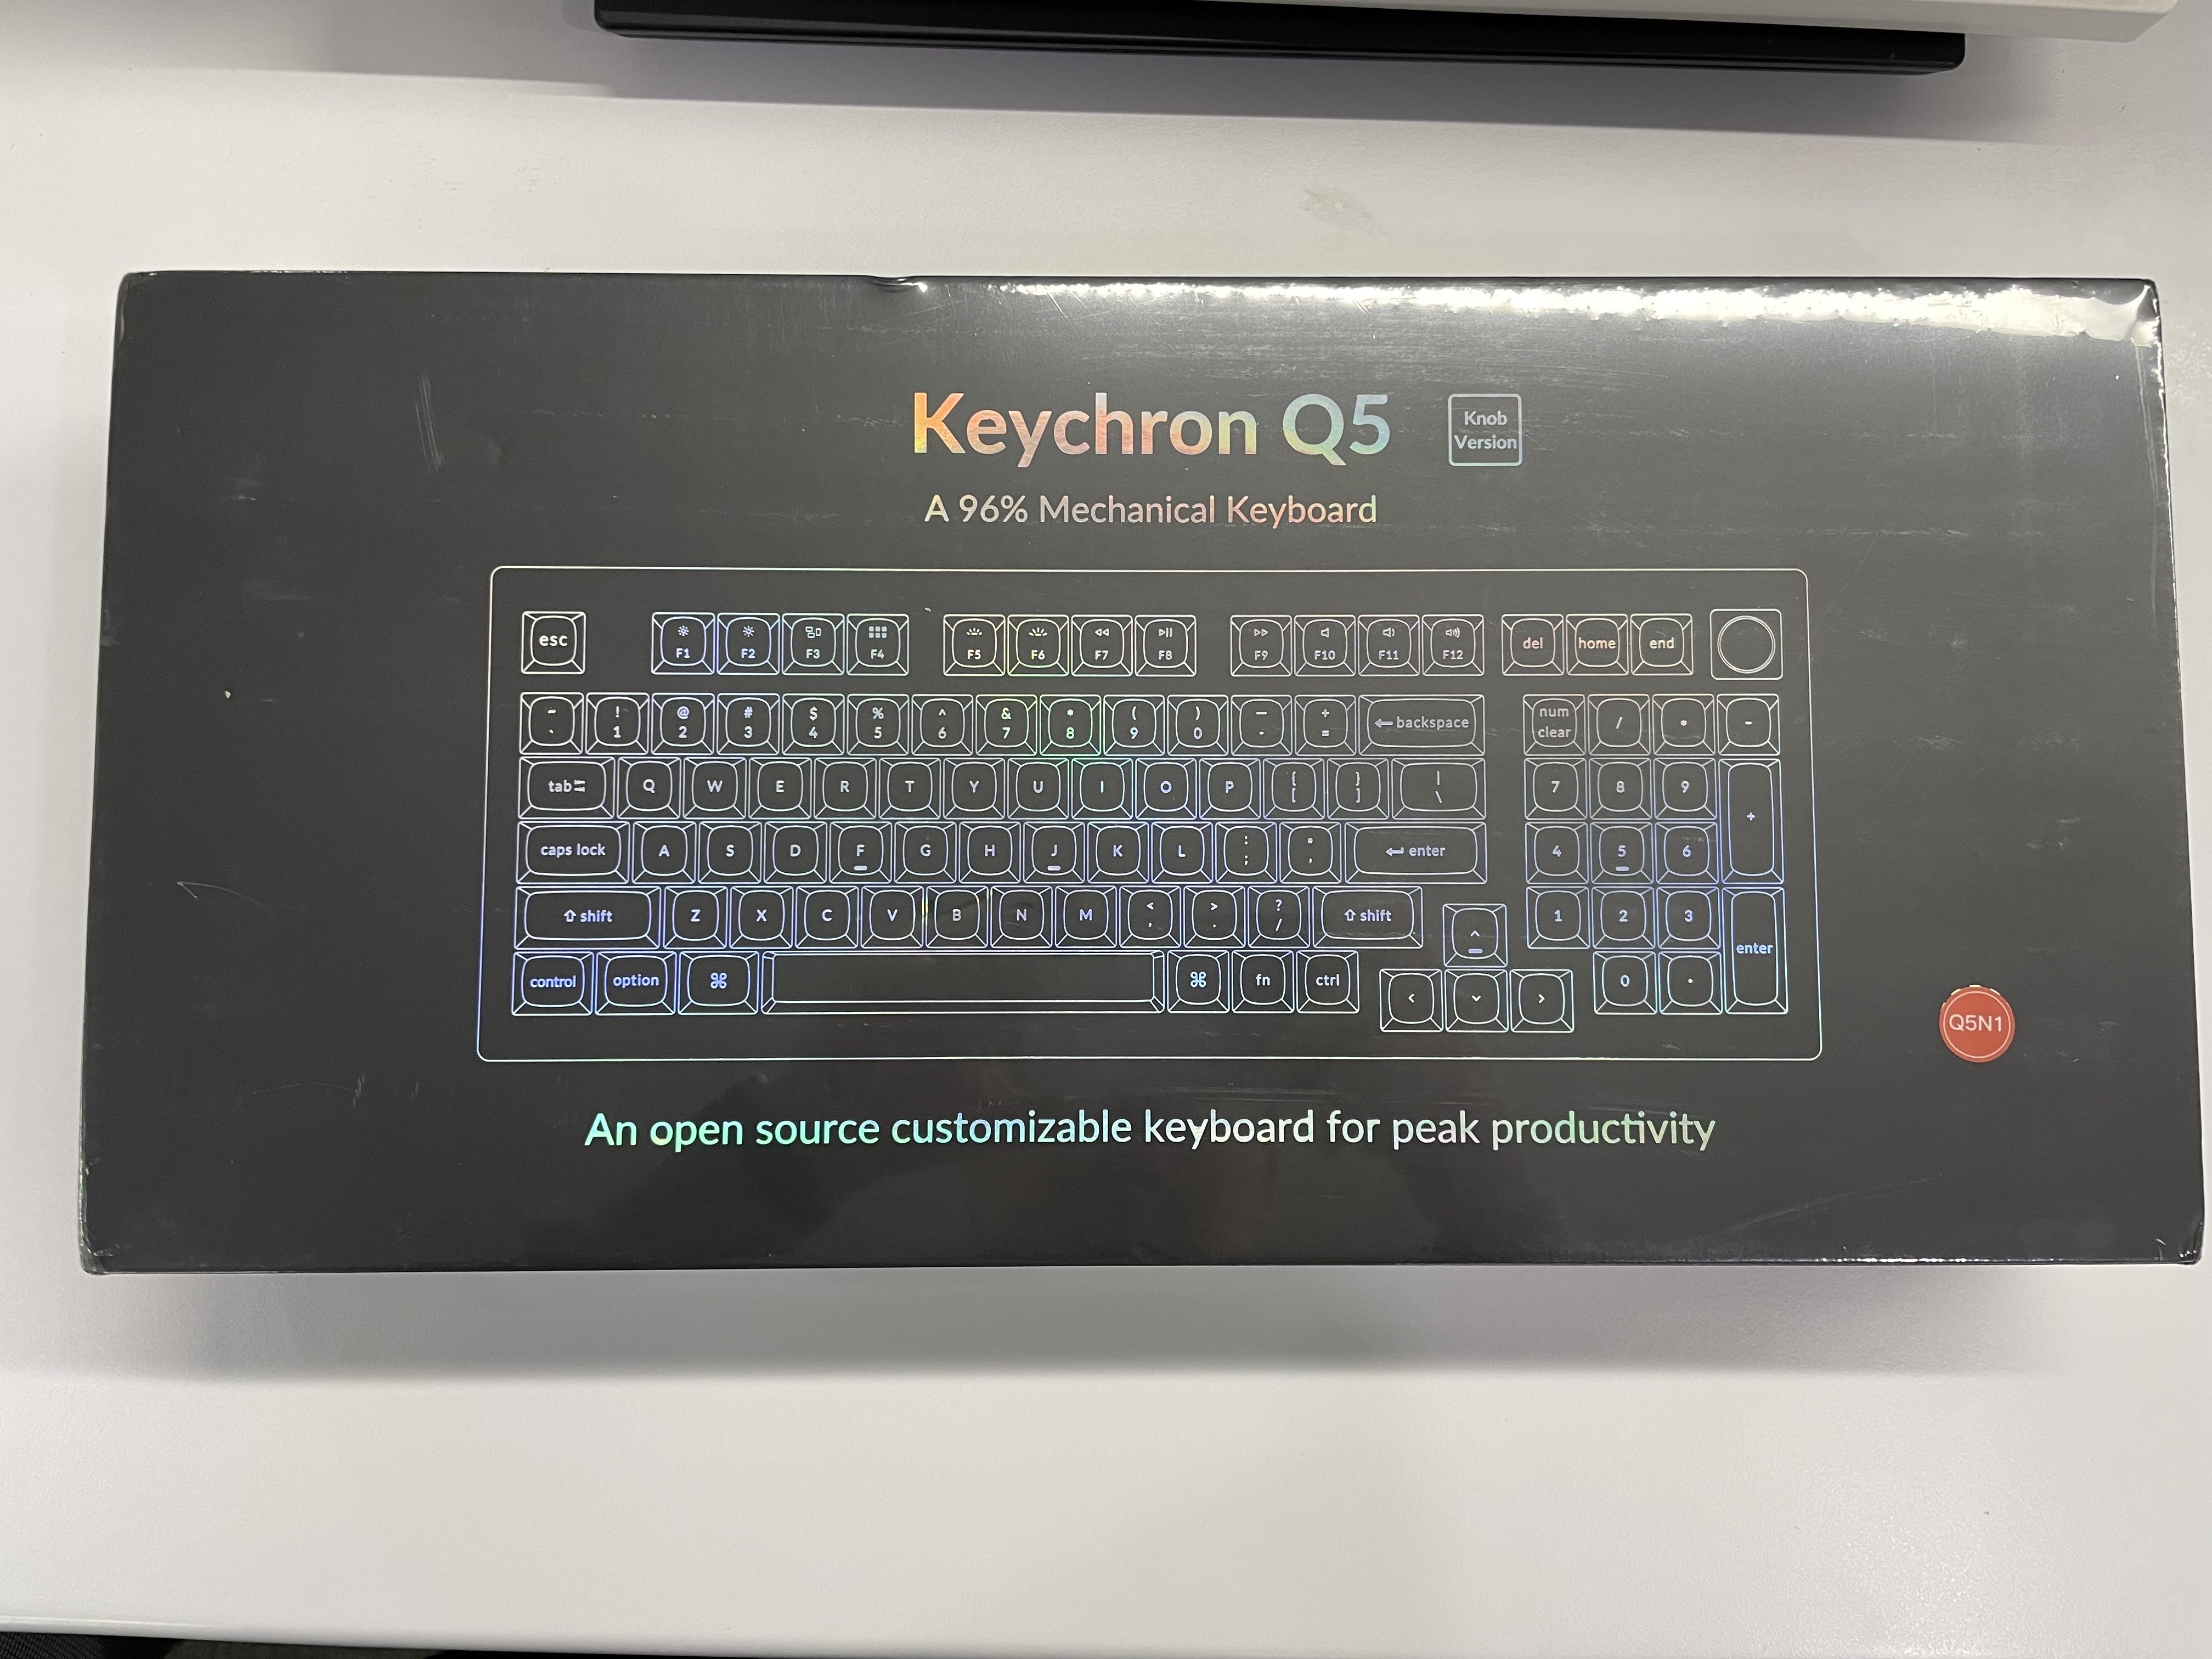 Keychron Q5
Knob
Version
A 96% Mechanical Keyboard
esc F1 F2 F3 F4 F5 F6 F7 F8 F9 F10 F11 F12 del home end
~ ` ! 1 @ 2 # 3 $ 4 % 5 ^ 6 & 7 * 8 ( 9 ) 0 — - + = ← backspace num clear / * -
tab Q W E R T Y U I O P { [ } ] | \ 7 8 9 +
caps lock A S D F G H J K L : ; " ' ↵ enter 4 5 6
⇧ shift Z X C V B N M < , > . ? / ⇧ shift ^ 1 2 3 enter
control option ⌘ ⌘ fn ctrl < ⌄ > 0 .
Q5N1
An open source customizable keyboard for peak productivity